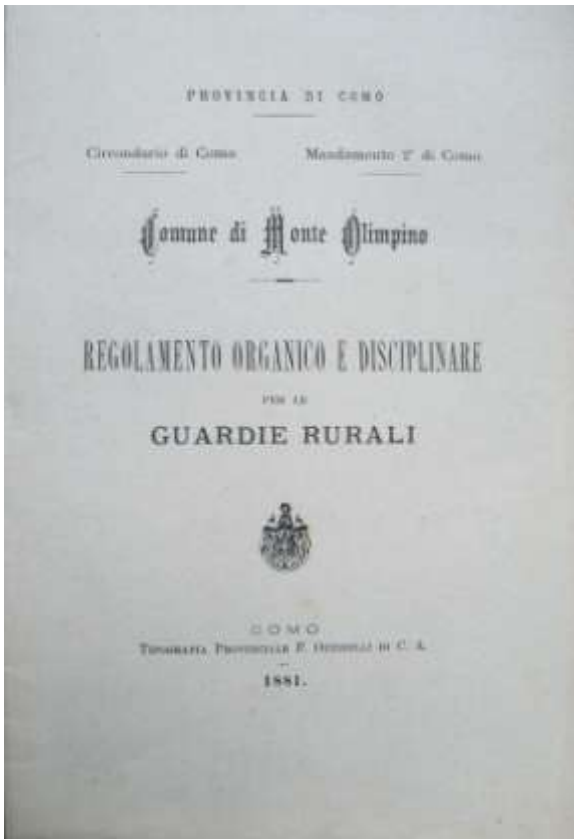 PROVINCIA DI COMO
Circondario di Como Mandamento 2° di Como
Comune di Monte Olimpino
REGOLAMENTO ORGANICO E DISCIPLINARE
PER LE
GUARDIE RURALI
COMO
TIPOGRAFIA PROVINCIALE F. OSTINELLI DI C. A.
1881.